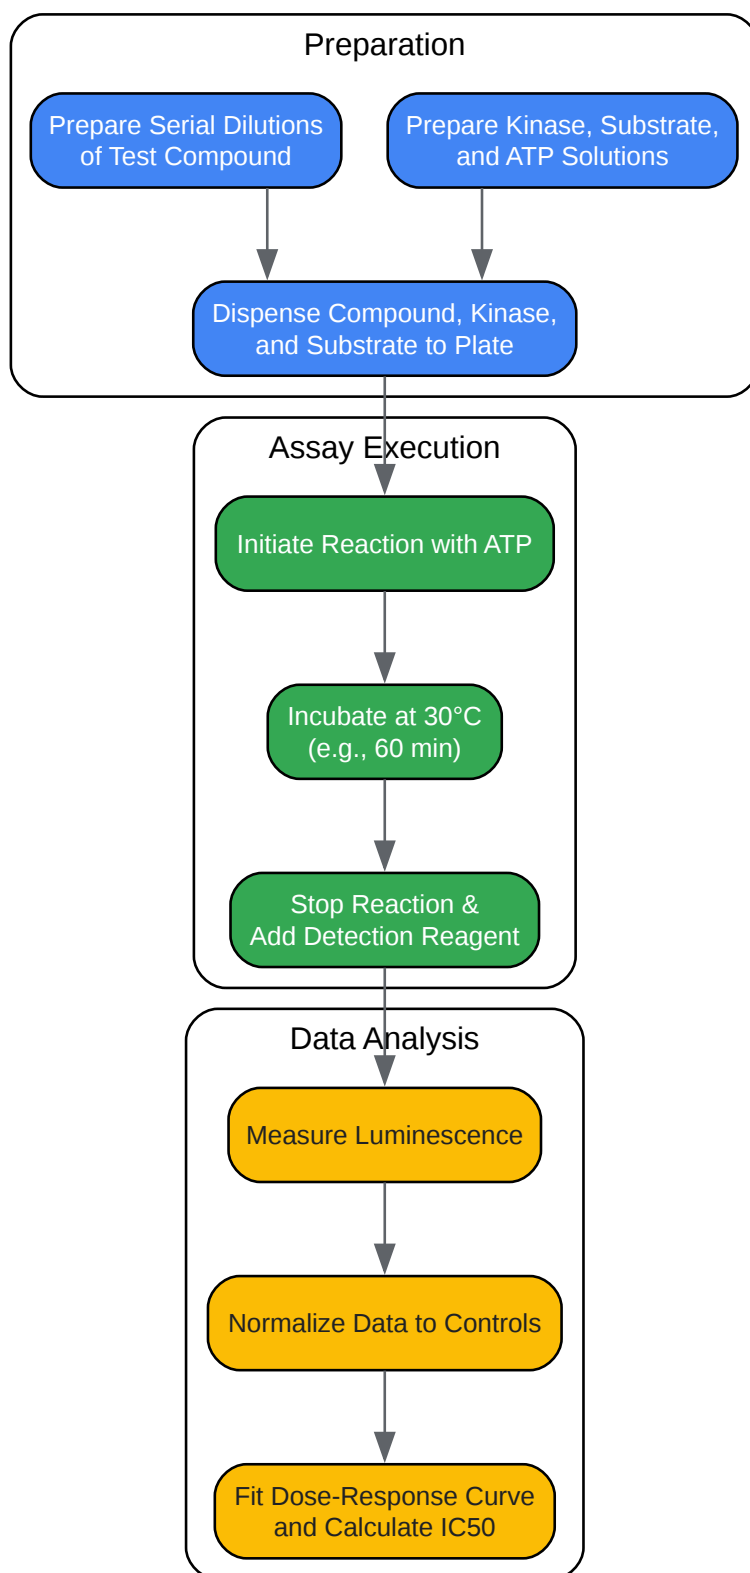 Preparation
Prepare Serial Dilutions
of Test Compound
Prepare Kinase, Substrate,
and ATP Solutions
Dispense Compound, Kinase,
and Substrate to Plate
Assay Execution
Initiate Reaction with ATP
Incubate at 30°C
(e.g., 60 min)
Stop Reaction &
Add Detection Reagent
Data Analysis
Measure Luminescence
Normalize Data to Controls
Fit Dose-Response Curve
and Calculate IC50